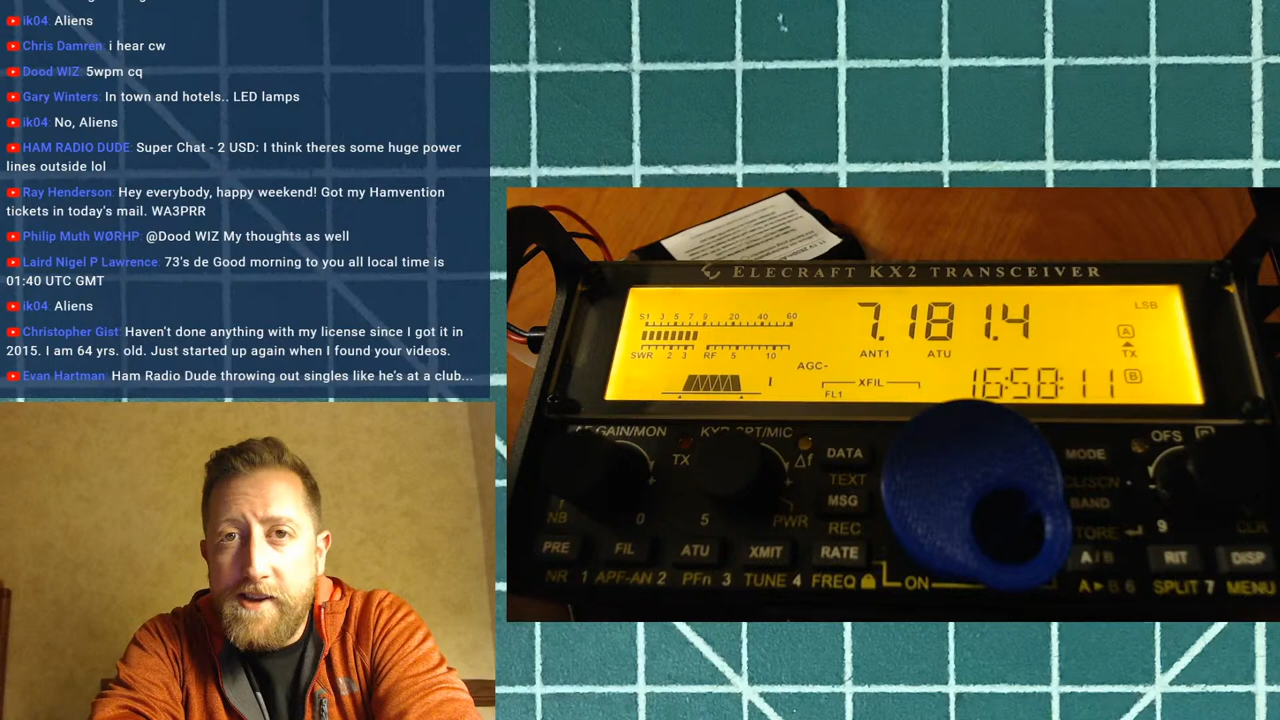 ik04: Aliens
Chris Damren: i hear cw
Dood WIZ: 5wpm cq
Gary Winters: In town and hotels.. LED lamps
ik04: No, Aliens
HAM RADIO DUDE: Super Chat - 2 USD: I think theres some huge power
lines outside lol
Ray Henderson: Hey everybody, happy weekend! Got my Hamvention
tickets in today's mail. WA3PRR
Philip Muth WØRHP: @Dood WIZ My thoughts as well
Laird Nigel P Lawrence: 73's de Good morning to you all local time is
01:40 UTC GMT
ik04: Aliens
Christopher Gist: Haven't done anything with my license since I got it in
2015. I am 64 yrs. old. Just started up again when I found your videos.
Evan Hartman: Ham Radio Dude throwing out singles like he's at a club...
ELECRAFT KX2 TRANSCEIVER
S1 3 5 7 9 20 40 60
7.181.4
LSB
SWR 2 3 RF 5 10
ANT1 ATU
A
TX
AGC-
I
XFIL
FL1
16:58:11
B
AF GAIN/MON
TX
Δf
DATA
TEXT
MSG
REC
MODE
BAND
OFS
NB 0 5 PWR
9 CLR
PRE FIL ATU XMIT RATE
A/B RIT DISP
NR 1 APF-AN 2 PFn 3 TUNE 4 FREQ
ON
A►B 6 SPLIT 7 MENU